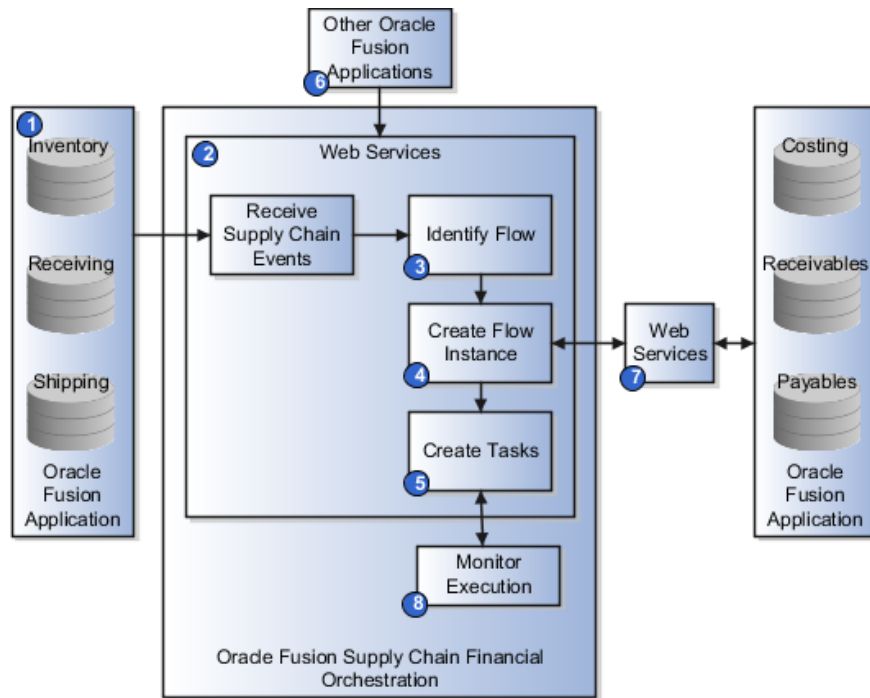 Other Oracle
Fusion
Applications
6
1
Inventory
Receiving
Shipping
Oracle
Fusion
Application
2
Web Services
Receive
Supply Chain
Events
Identify Flow
3
Create Flow
Instance
4
Create Tasks
5
Monitor
Execution
8
Oracle Fusion Supply Chain Financial
Orchestration
Web
Services
7
Costing
Receivables
Payables
Oracle
Fusion
Application